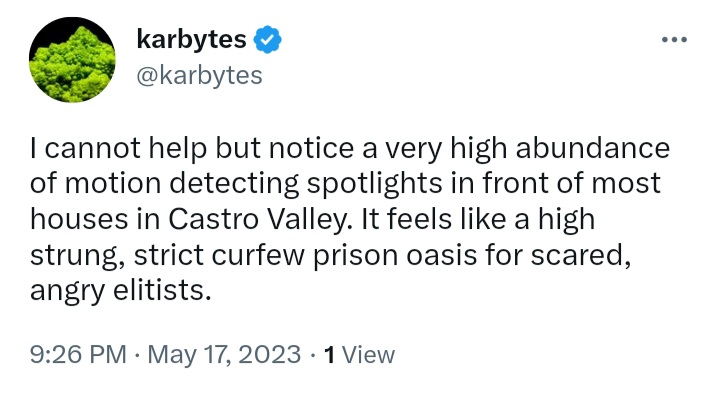 karbytes
@karbytes
I cannot help but notice a very high abundance
of motion detecting spotlights in front of most
houses in Castro Valley. It feels like a high
strung, strict curfew prison oasis for scared,
angry elitists.
9:26 PM · May 17, 2023 · 1 View